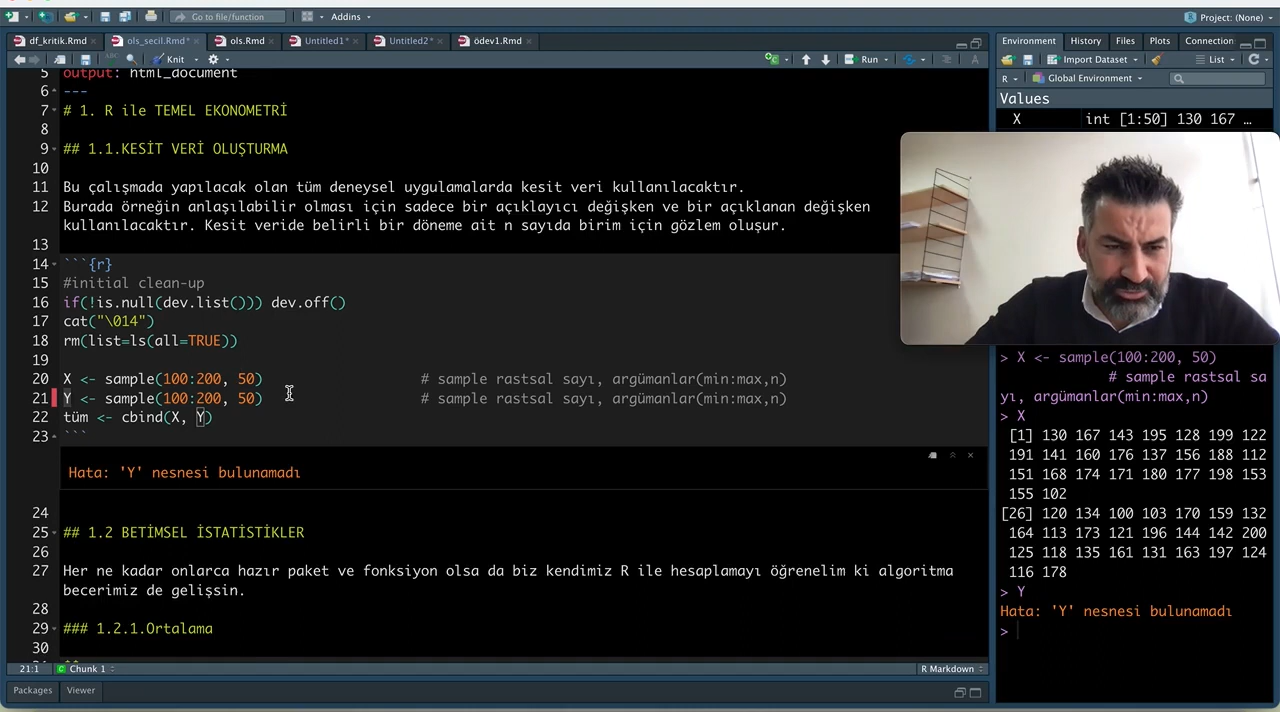 Go to file/function
Addins
Project: (None)
df_kritik.Rmd
ols_secil.Rmd*
ols.Rmd
Untitled1*
Untitled2*
ödev1.Rmd
Knit
Run
5 output: html_document
6 ---
7 # 1. R ile TEMEL EKONOMETRİ
8
9 ## 1.1.KESİT VERİ OLUŞTURMA
10
11 Bu çalışmada yapılacak olan tüm deneysel uygulamalarda kesit veri kullanılacaktır.
12 Burada örneğin anlaşılabilir olması için sadece bir açıklayıcı değişken ve bir açıklanan değişken
kullanılacaktır. Kesit veride belirli bir döneme ait n sayıda birim için gözlem oluşur.
13
14 ```{r}
15 #initial clean-up
16 if(!is.null(dev.list())) dev.off()
17 cat("\014")
18 rm(list=ls(all=TRUE))
19
20 X <- sample(100:200, 50) # sample rastsal sayı, argümanlar(min:max,n)
21 Y <- sample(100:200, 50) # sample rastsal sayı, argümanlar(min:max,n)
22 tüm <- cbind(X, Y)
23 ```
Hata: 'Y' nesnesi bulunamadı
24
25 ## 1.2 BETİMSEL İSTATİSTİKLER
26
27 Her ne kadar onlarca hazır paket ve fonksiyon olsa da biz kendimiz R ile hesaplamayı öğrenelim ki algoritma
becerimiz de gelişsin.
28
29 ### 1.2.1.Ortalama
30
21:1 Chunk 1 R Markdown
Packages Viewer
Environment History Files Plots Connection
Import Dataset List
R Global Environment
Values
X int [1:50] 130 167 …
> X <- sample(100:200, 50)
# sample rastsal sa
yı, argümanlar(min:max,n)
> X
[1] 130 167 143 195 128 199 122
191 141 160 176 137 156 188 112
151 168 174 171 180 177 198 153
155 102
[26] 120 134 100 103 170 159 132
164 113 173 121 196 144 142 200
125 118 135 161 131 163 197 124
116 178
> Y
Hata: 'Y' nesnesi bulunamadı
>